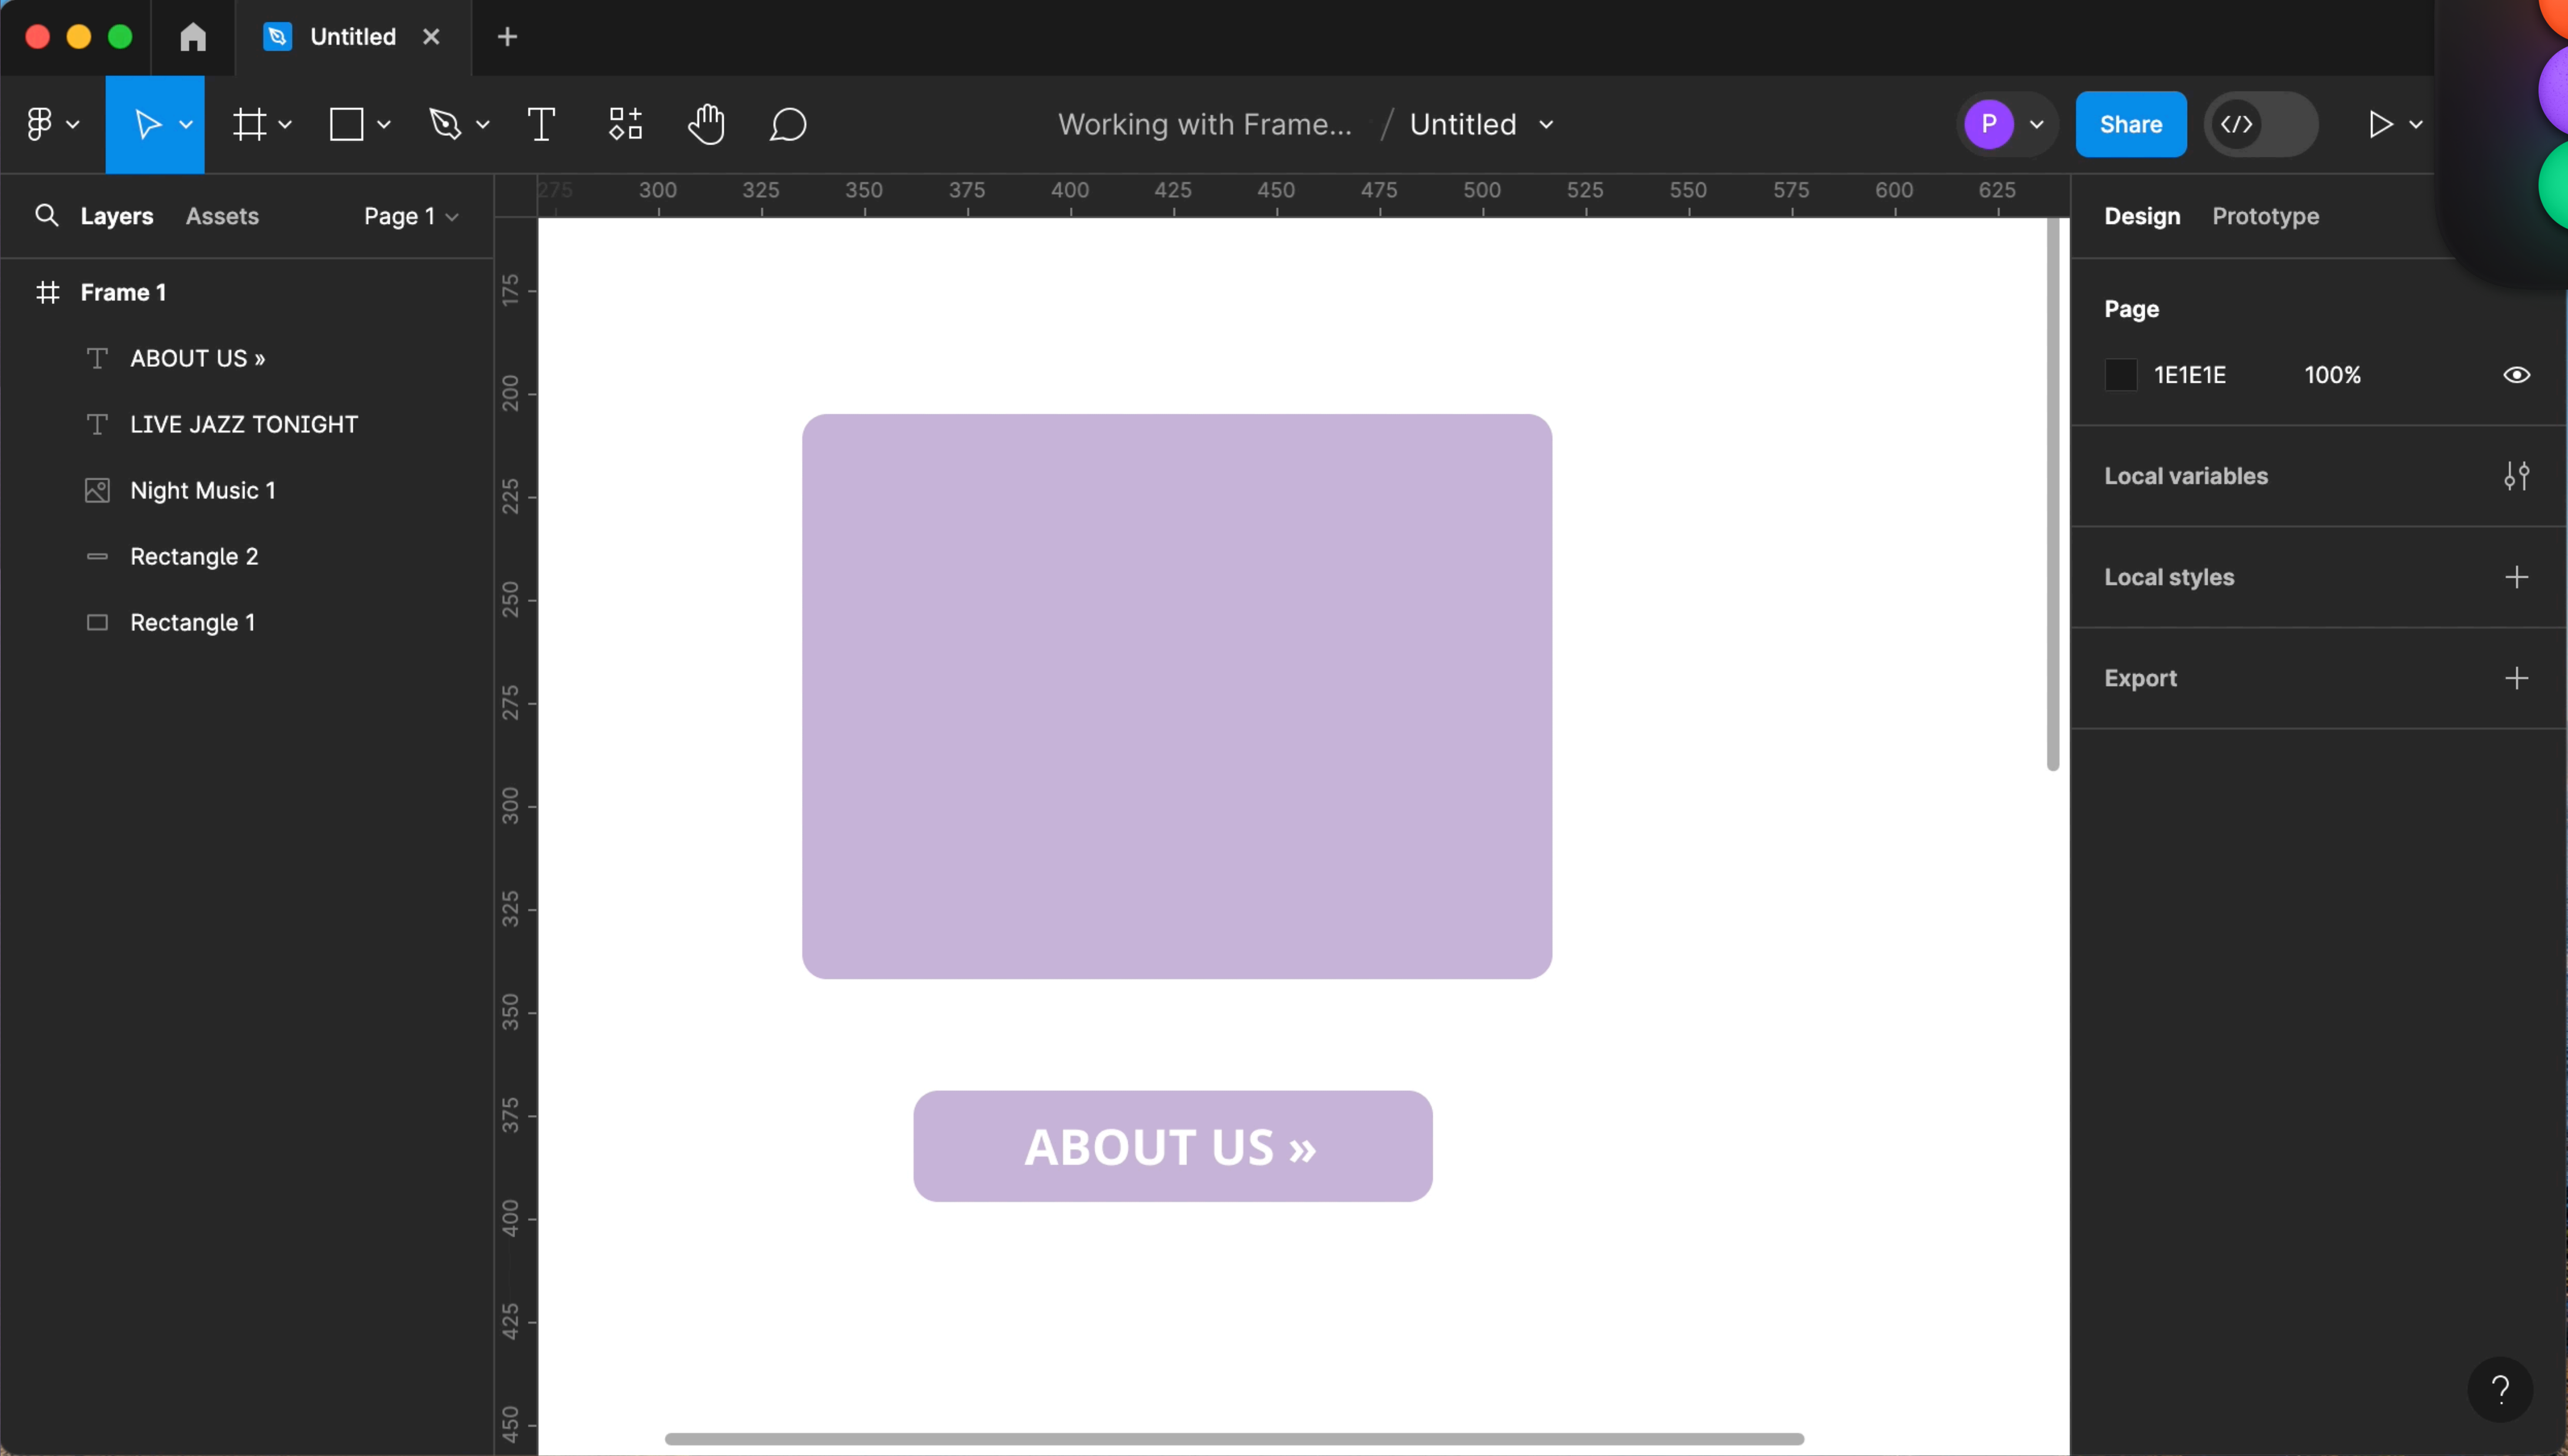 Untitled
Working with Frame... / Untitled
P
Share
Layers Assets Page 1
275 300 325 350 375 400 425 450 475 500 525 550 575 600 625
Design Prototype
Frame 1
ABOUT US »
LIVE JAZZ TONIGHT
Night Music 1
Rectangle 2
Rectangle 1
175
200
225
250
275
300
325
350
375
400
425
450
ABOUT US »
Page
1E1E1E 100%
Local variables
Local styles
Export
?